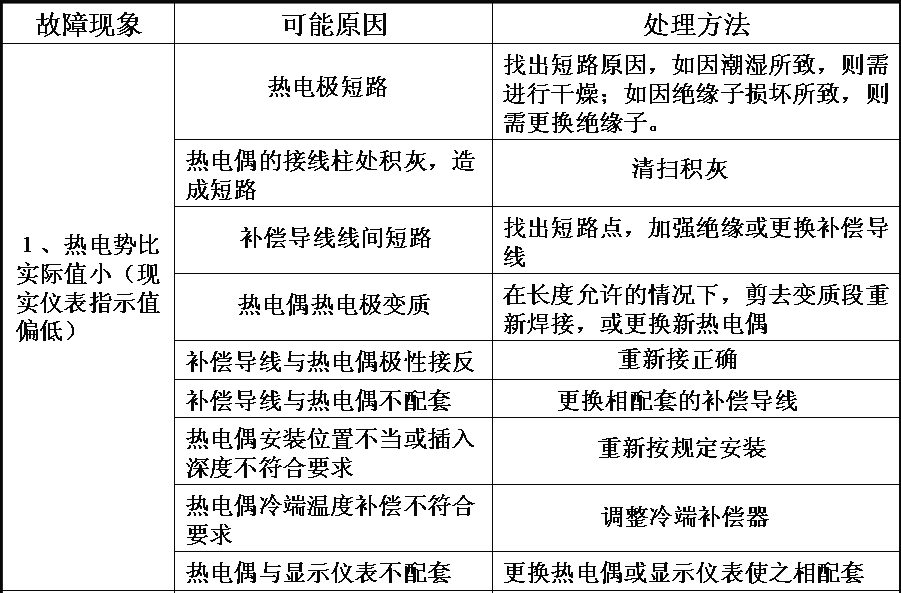 故障现象
可能原因
处理方法
1、热电势比
实际值小（现
实仪表指示值
偏低）
热电极短路
找出短路原因，如因潮湿所致，则需
进行干燥；如因绝缘子损坏所致，则
需更换绝缘子。
热电偶的接线柱处积灰，造
成短路
清扫积灰
补偿导线线间短路
找出短路点，加强绝缘或更换补偿导
线
热电偶热电极变质
在长度允许的情况下，剪去变质段重
新焊接，或更换新热电偶
补偿导线与热电偶极性接反
重新接正确
补偿导线与热电偶不配套
更换相配套的补偿导线
热电偶安装位置不当或插入
深度不符合要求
重新按规定安装
热电偶冷端温度补偿不符合
要求
调整冷端补偿器
热电偶与显示仪表不配套
更换热电偶或显示仪表使之相配套